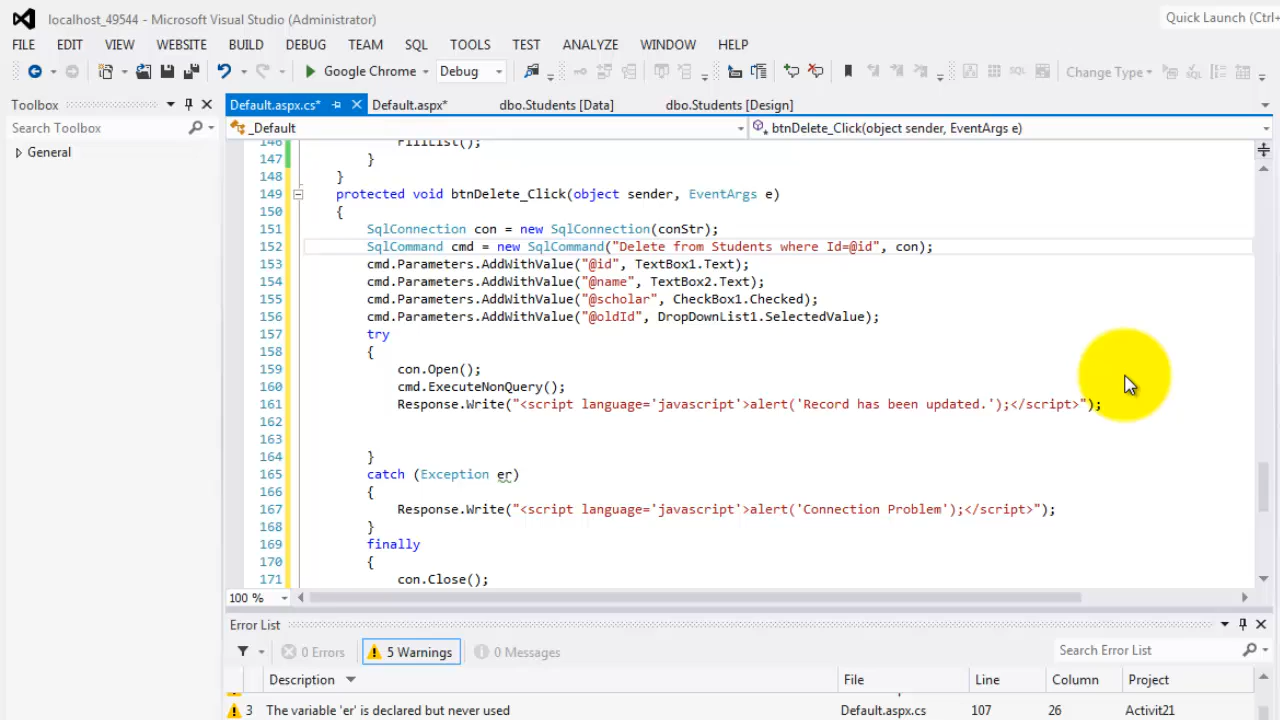 localhost_49544 - Microsoft Visual Studio (Administrator)
Quick Launch (Ctrl+
FILE EDIT VIEW WEBSITE BUILD DEBUG TEAM SQL TOOLS TEST ANALYZE WINDOW HELP
Google Chrome Debug Change Type
Toolbox
Default.aspx.cs* Default.aspx* dbo.Students [Data] dbo.Students [Design]
Search Toolbox
_Default btnDelete_Click(object sender, EventArgs e)
General
146 FillList();
147 }
148 }
149 protected void btnDelete_Click(object sender, EventArgs e)
150 {
151 SqlConnection con = new SqlConnection(conStr);
152 SqlCommand cmd = new SqlCommand("Delete from Students where Id=@id", con);
153 cmd.Parameters.AddWithValue("@id", TextBox1.Text);
154 cmd.Parameters.AddWithValue("@name", TextBox2.Text);
155 cmd.Parameters.AddWithValue("@scholar", CheckBox1.Checked);
156 cmd.Parameters.AddWithValue("@oldId", DropDownList1.SelectedValue);
157 try
158 {
159 con.Open();
160 cmd.ExecuteNonQuery();
161 Response.Write("<script language='javascript'>alert('Record has been updated.');</script>");
162
163
164 }
165 catch (Exception er)
166 {
167 Response.Write("<script language='javascript'>alert('Connection Problem');</script>");
168 }
169 finally
170 {
171 con.Close();
100 %
Error List
0 Errors 5 Warnings 0 Messages
Search Error List
Description File Line Column Project
3 The variable 'er' is declared but never used Default.aspx.cs 107 26 Activit21